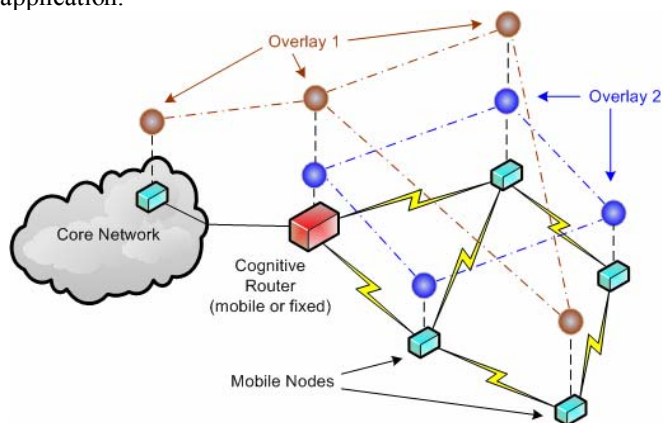 application.
Overlay 1
Overlay 2
Core Network
Cognitive
Router
(mobile or fixed)
Mobile Nodes